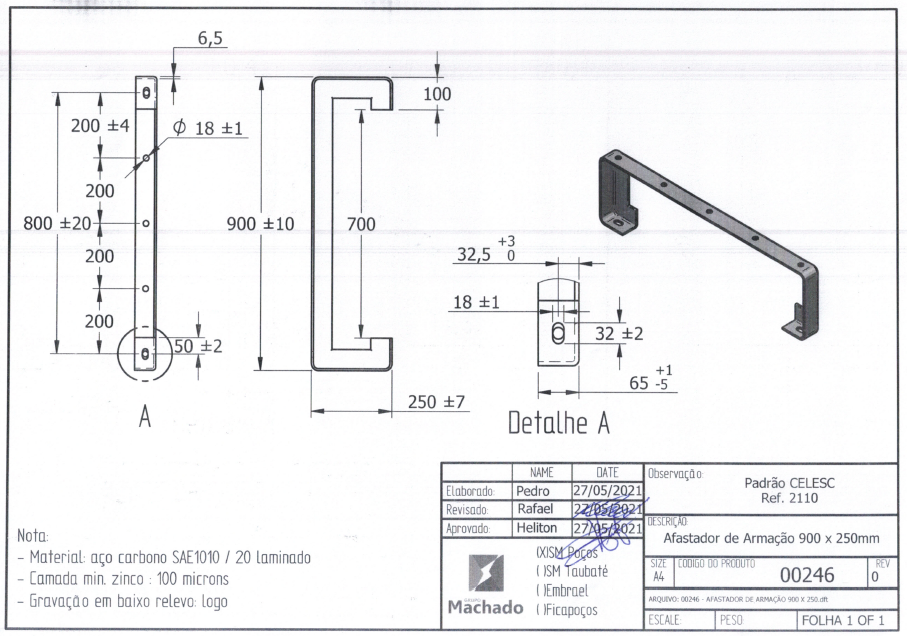 6,5
200 ±4
Ø 18 ±1
200
800 ±20
200
200
50 ±2
A
100
900 ±10
700
250 ±7
32,5 +3 0
18 ±1
32 ±2
65 +1 -5
Detalhe A
Nota:
- Material: aço carbono SAE1010 / 20 laminado
- Camada min. zinco : 100 microns
- Gravação em baixo relevo: logo
NAME DATE
Elaborado: Pedro 27/05/2021
Revisado: Rafael 27/05/2021
Aprovado: Heliton 27/05/2021
GRUPO
Machado
(X)SM Poços
( )SM Taubaté
( )Embrael
( )Ficapoços
Observação:
Padrão CELESC
Ref. 2110
DESCRIÇÃO:
Afastador de Armação 900 x 250mm
SIZE
A4
CODIGO DO PRODUTO
00246
REV
0
ARQUIVO: 00246 - AFASTADOR DE ARMAÇÃO 900 X 250.dft
ESCALE: PESO: FOLHA 1 OF 1